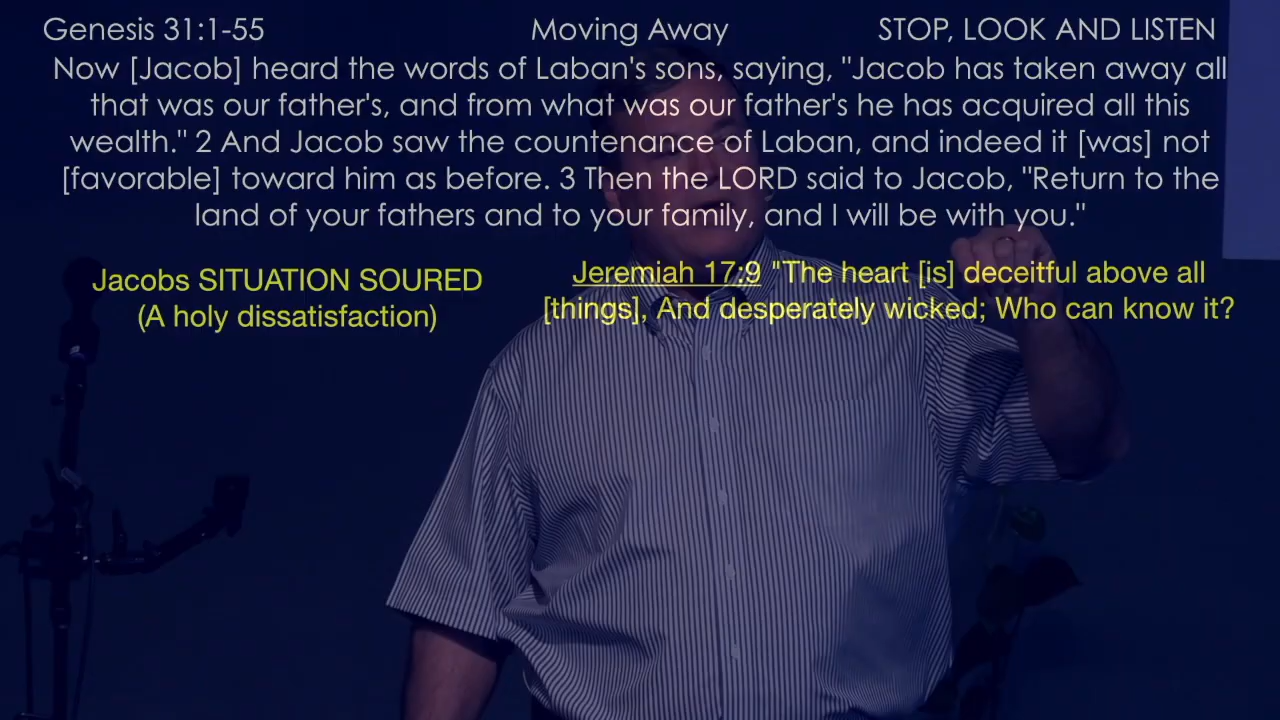 Genesis 31:1-55 Moving Away STOP, LOOK AND LISTEN
Now [Jacob] heard the words of Laban's sons, saying, "Jacob has taken away all
that was our father's, and from what was our father's he has acquired all this
wealth." 2 And Jacob saw the countenance of Laban, and indeed it [was] not
[favorable] toward him as before. 3 Then the LORD said to Jacob, "Return to the
land of your fathers and to your family, and I will be with you."
Jacobs SITUATION SOURED
(A holy dissatisfaction)
Jeremiah 17:9 "The heart [is] deceitful above all
[things], And desperately wicked; Who can know it?